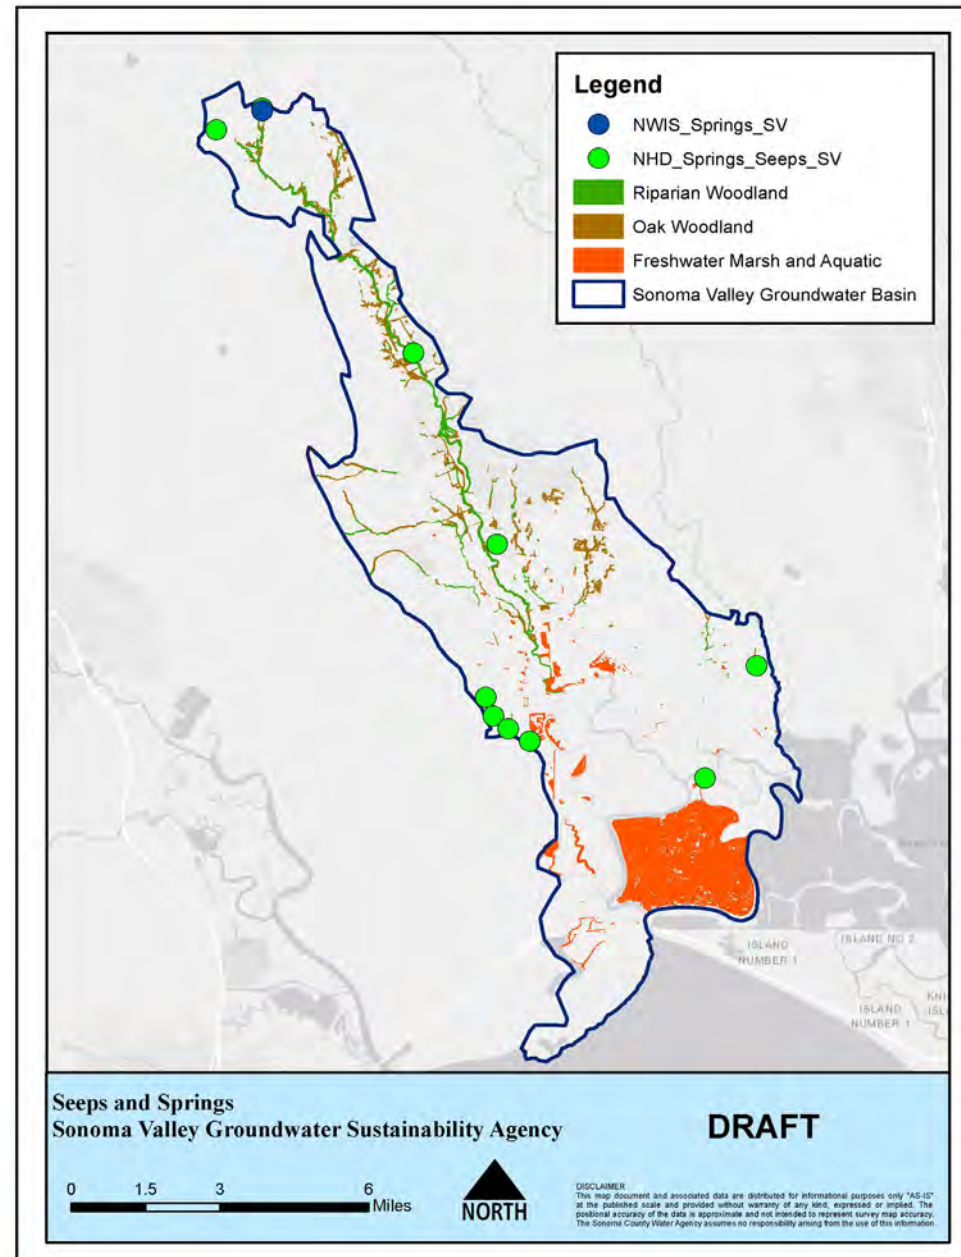 Legend
NWIS_Springs_SV
NHD_Springs_Seeps_SV
Riparian Woodland
Oak Woodland
Freshwater Marsh and Aquatic
Sonoma Valley Groundwater Basin
ISLAND
NUMBER 1
ISLAND NO 2
ISLAND
NUMBER 1
Seeps and Springs
Sonoma Valley Groundwater Sustainability Agency
DRAFT
0 1.5 3 6
Miles
NORTH
DISCLAIMER
This map document and associated data are distributed for informational purposes only "AS-IS"
at the published scale and provided without warranty of any kind, expressed or implied. The
positional accuracy of the data is approximate and not intended to represent survey map accuracy.
The Sonoma County Water Agency assumes no responsibility arising from the use of this information.